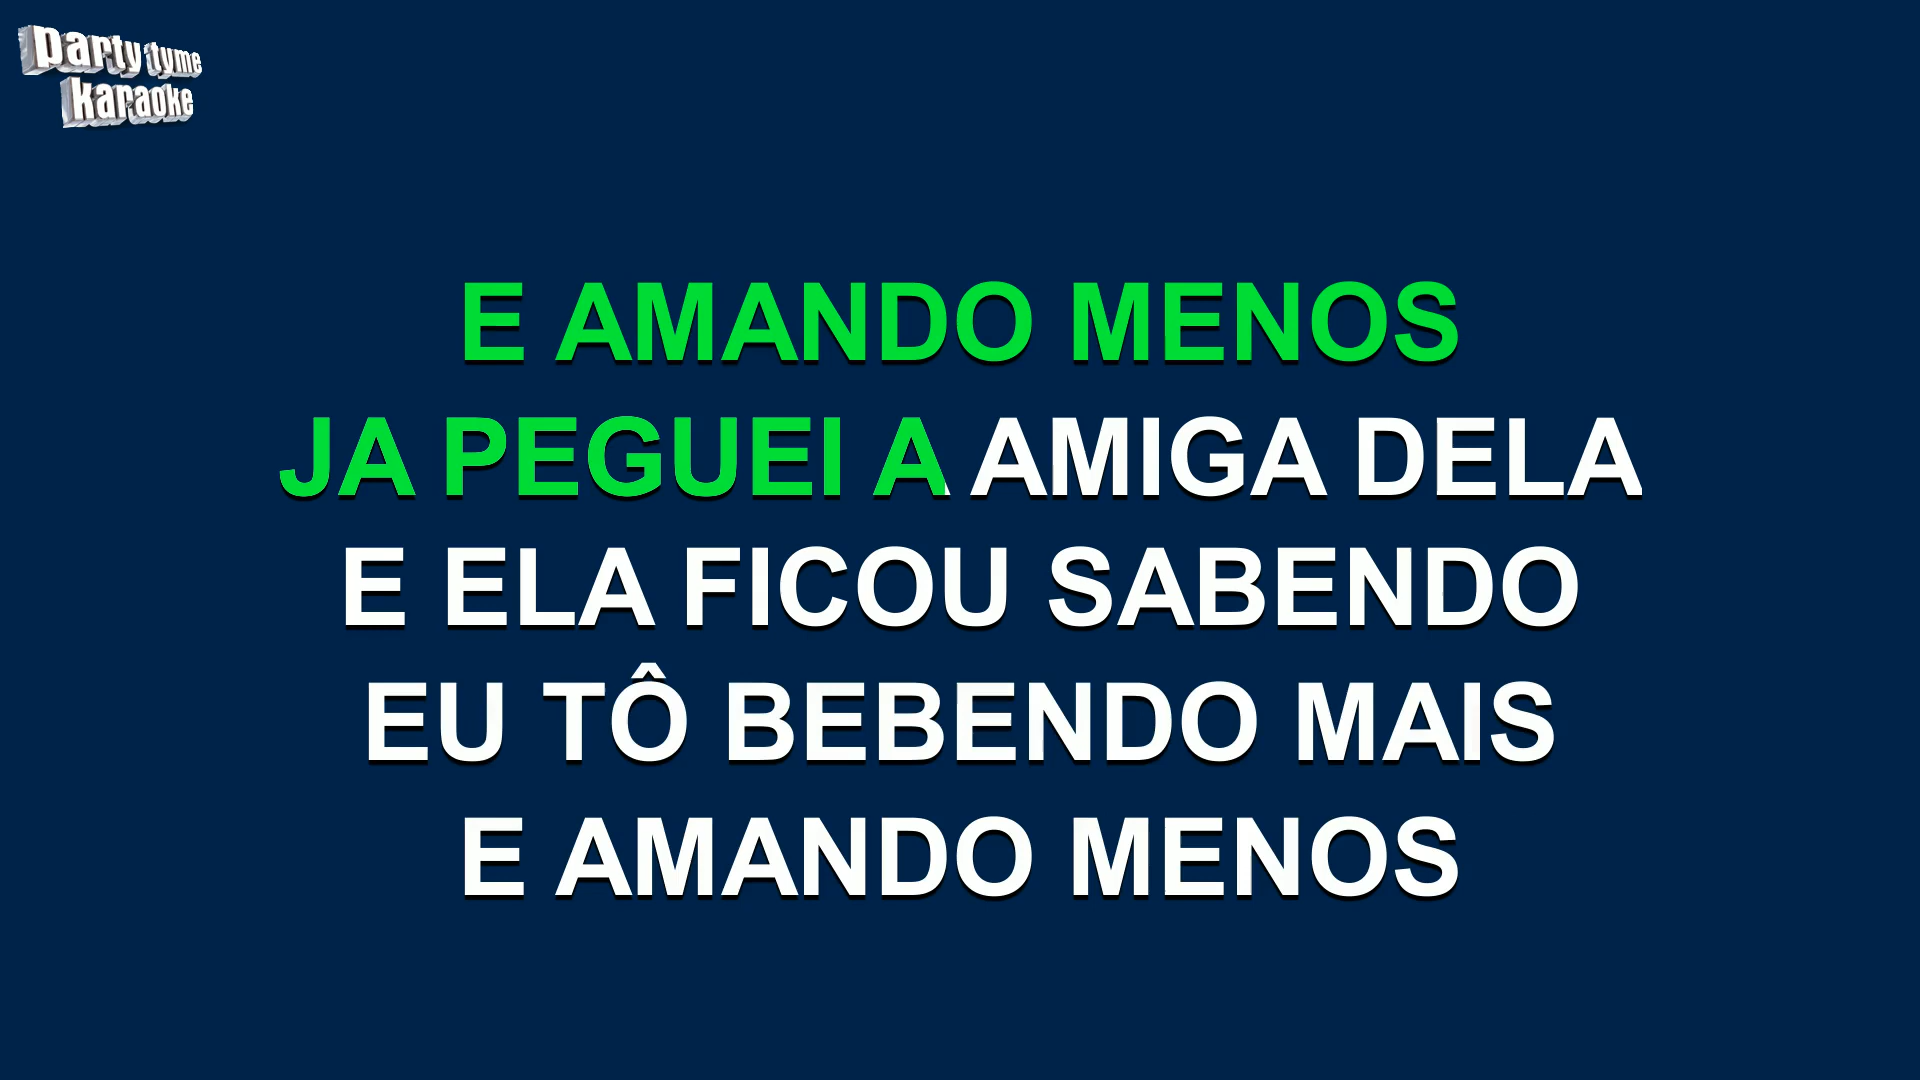 party tyme
karaoke
E AMANDO MENOS
JA PEGUEI A AMIGA DELA
E ELA FICOU SABENDO
EU TÔ BEBENDO MAIS
E AMANDO MENOS